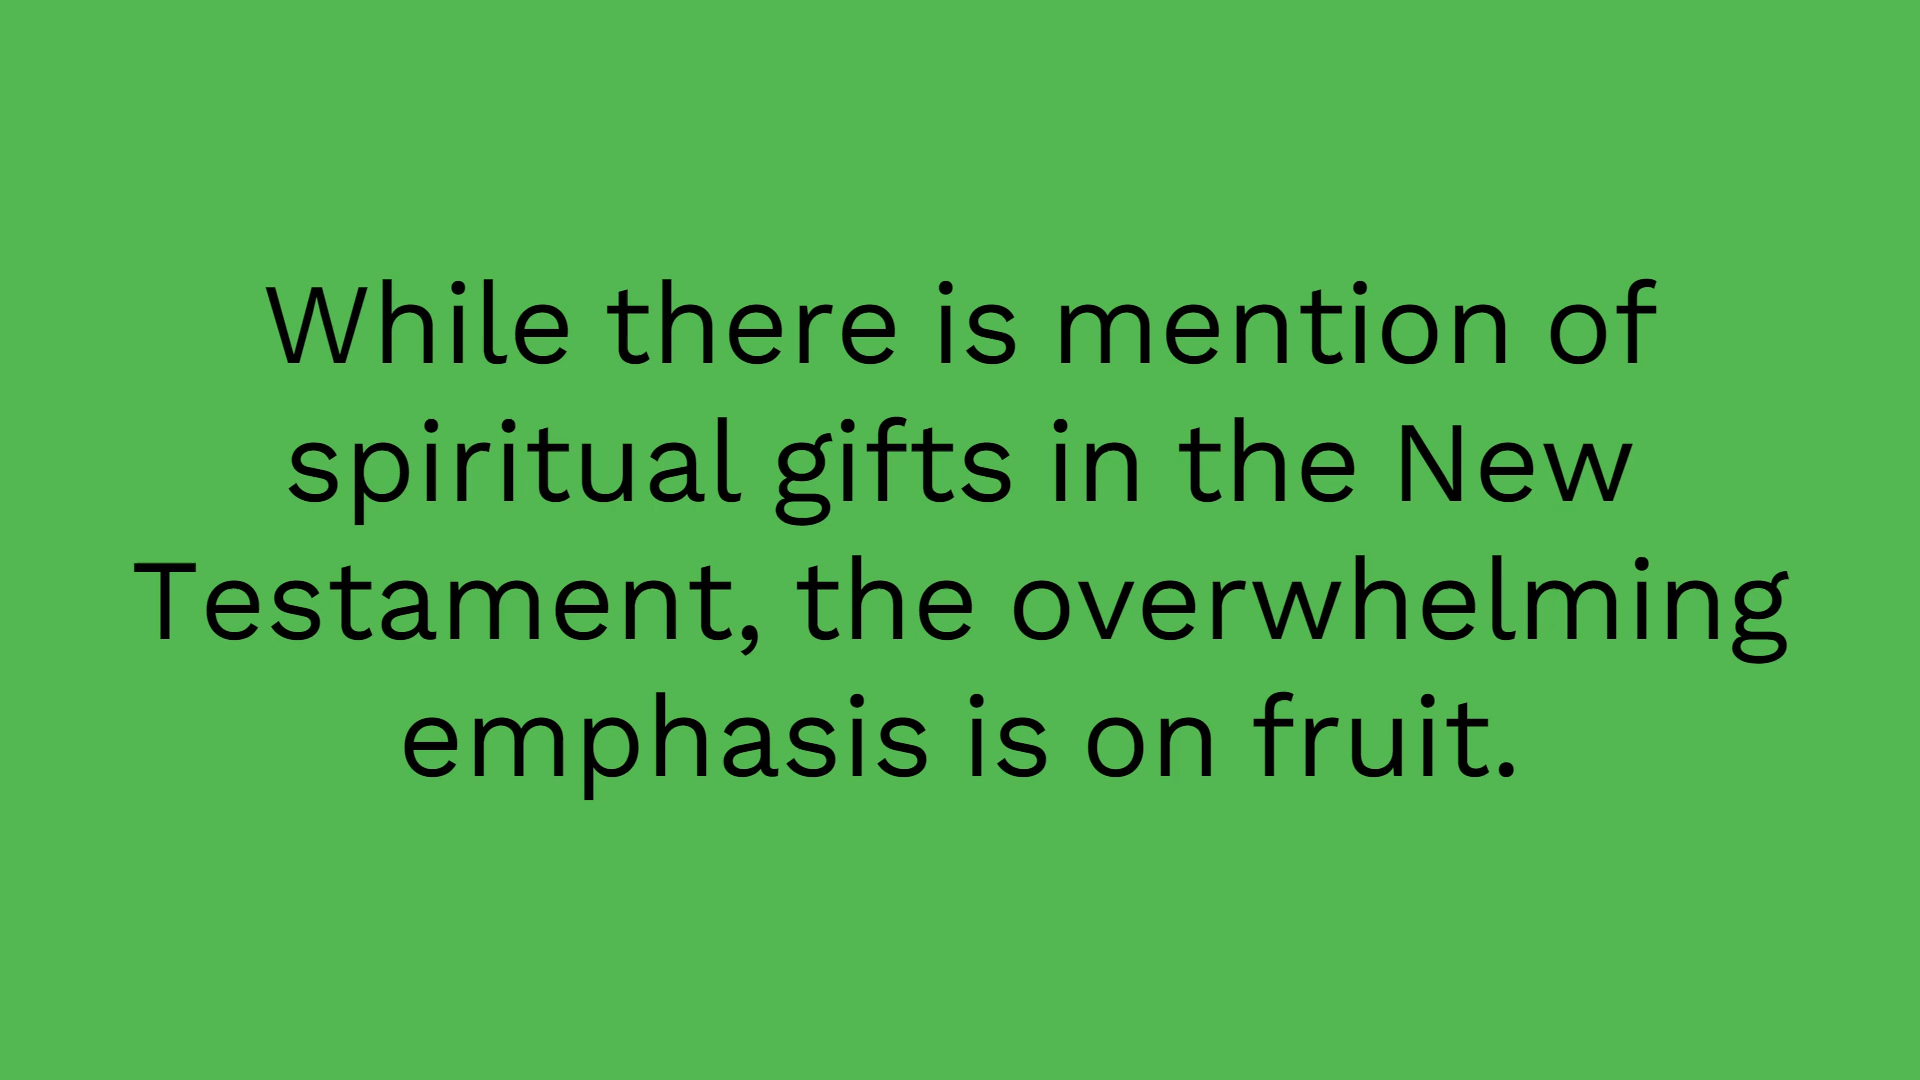 While there is mention of
spiritual gifts in the New
Testament, the overwhelming
emphasis is on fruit.